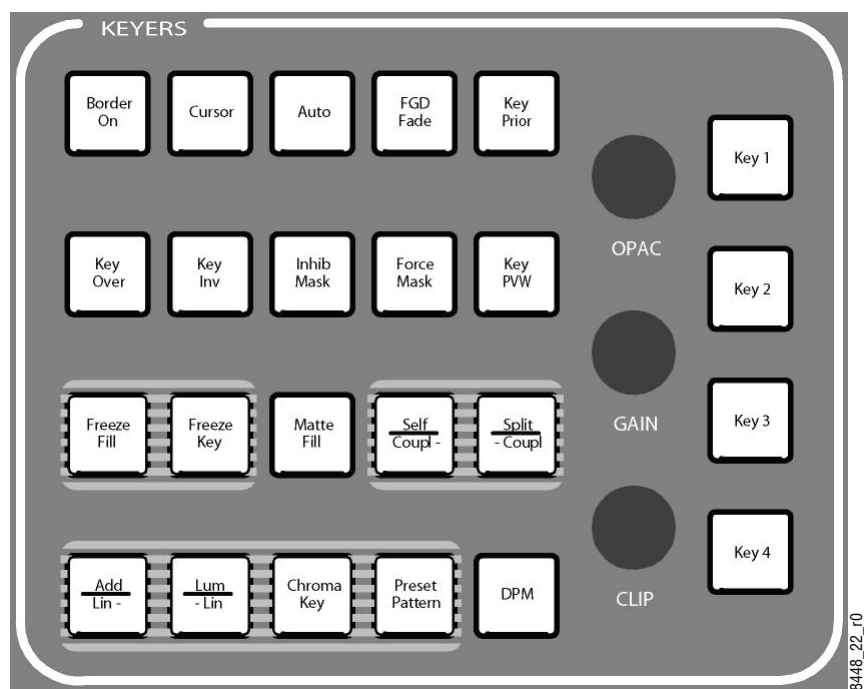 KEYERS
Border
On
Cursor
Auto
FGD
Fade
Key
Prior
Key
Over
Key
Inv
Inhib
Mask
Force
Mask
Key
PVW
Freeze
Fill
Freeze
Key
Matte
Fill
Self
Coupl -
Split
- Coupl
Add
Lin -
Lum
- Lin
Chroma
Key
Preset
Pattern
DPM
OPAC
GAIN
CLIP
Key 1
Key 2
Key 3
Key 4
8448_22_r0